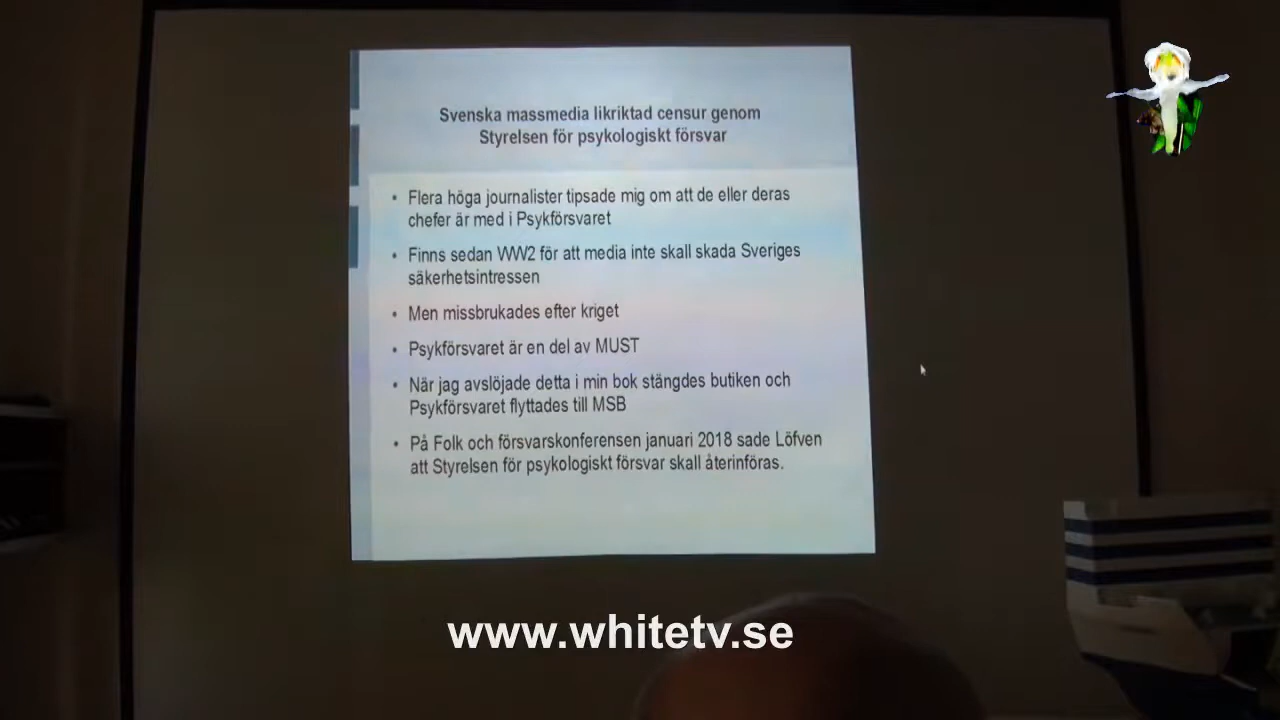 Svenska massmedia likriktad censur genom
Styrelsen för psykologiskt försvar
• Flera höga journalister tipsade mig om att de eller deras
chefer är med i Psykförsvaret
• Finns sedan WW2 för att media inte skall skada Sveriges
säkerhetsintressen
• Men missbrukades efter kriget
• Psykförsvaret är en del av MUST
• När jag avslöjade detta i min bok stängdes butiken och
Psykförsvaret flyttades till MSB
• På Folk och försvarskonferensen januari 2018 sade Löfven
att Styrelsen för psykologiskt försvar skall återinföras.
www.whitetv.se